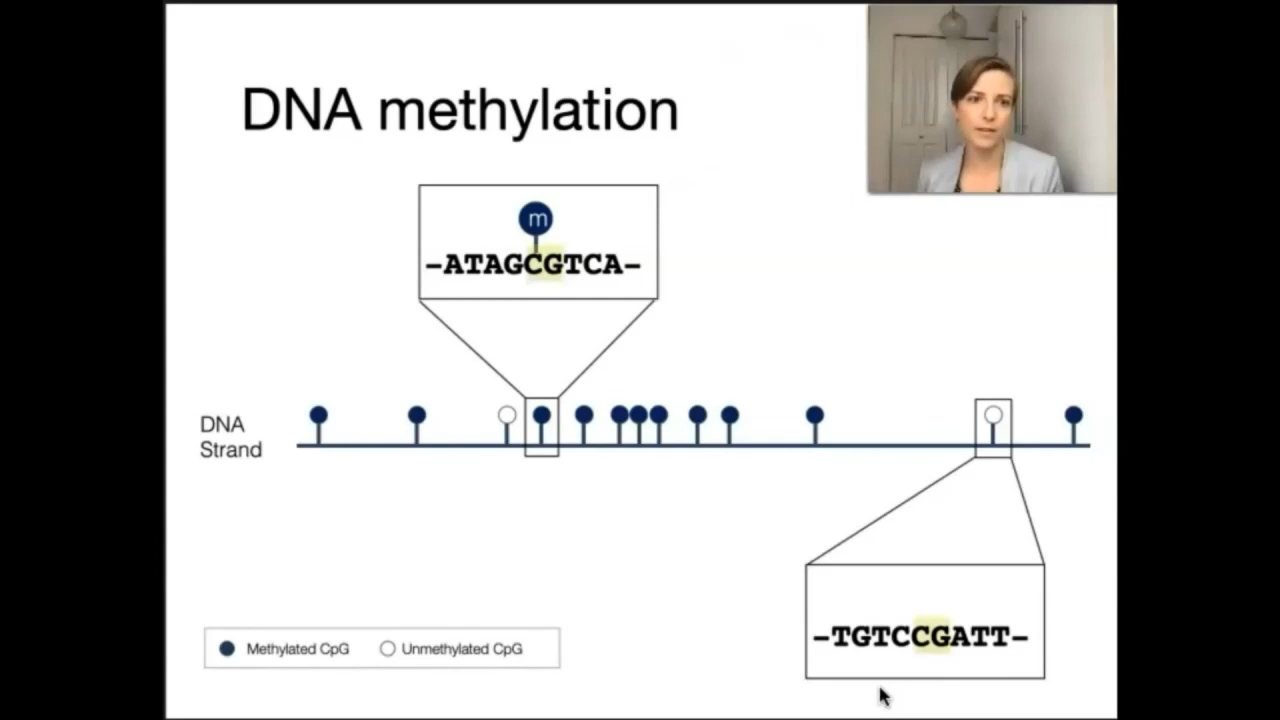 DNA methylation
m
-ATAGCGTCA-
DNA
Strand
-TGTCCGATT-
Methylated CpG
Unmethylated CpG